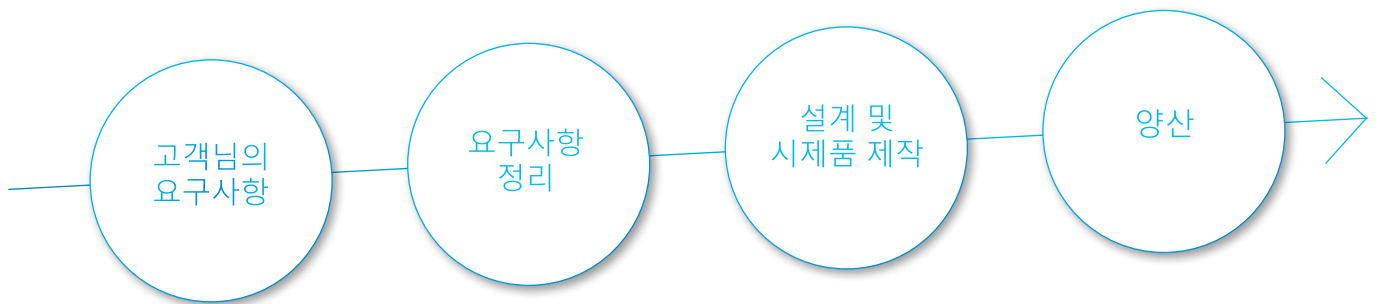 고객님의
요구사항
요구사항
정리
설계 및
시제품 제작
양산